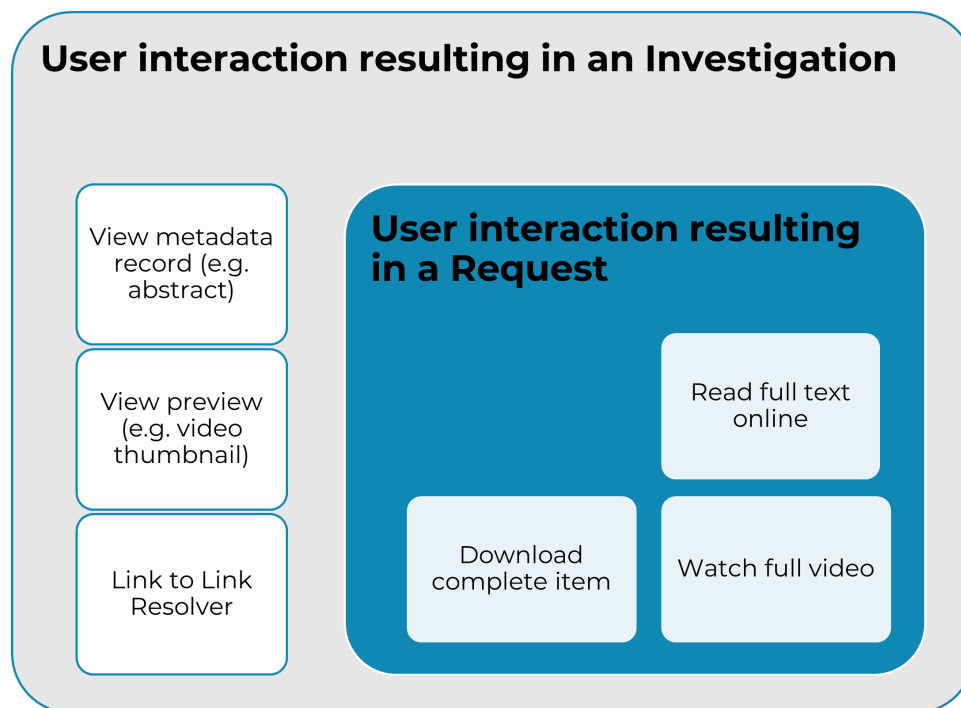 User interaction resulting in an Investigation
View metadata
record (e.g.
abstract)
View preview
(e.g. video
thumbnail)
Link to Link
Resolver
User interaction resulting
in a Request
Read full text
online
Download
complete item
Watch full video